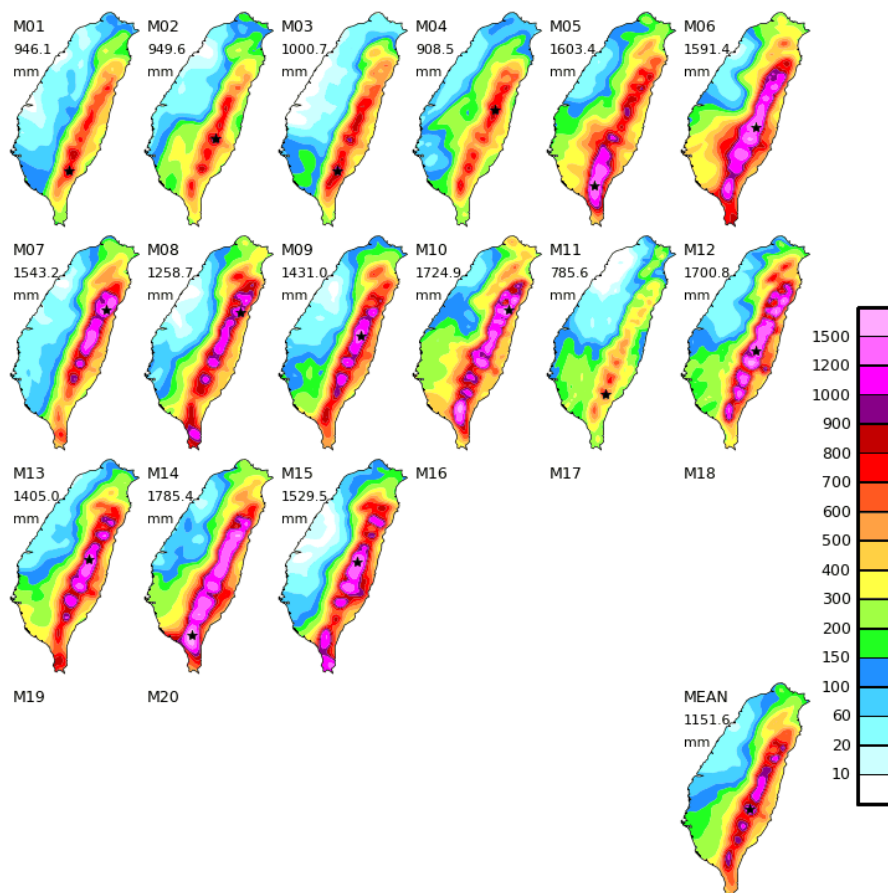 M01
946.1
mm
M02
949.6
mm
M03
1000.7
mm
M04
908.5
mm
M05
1603.4
mm
M06
1591.4
mm
M07
1543.2
mm
M08
1258.7
mm
M09
1431.0
mm
M10
1724.9
mm
M11
785.6
mm
M12
1700.8
mm
M13
1405.0
mm
M14
1785.4
mm
M15
1529.5
mm
M16
M17
M18
M19
M20
MEAN
1151.6
mm
1500
1200
1000
900
800
700
600
500
400
300
200
150
100
60
20
10